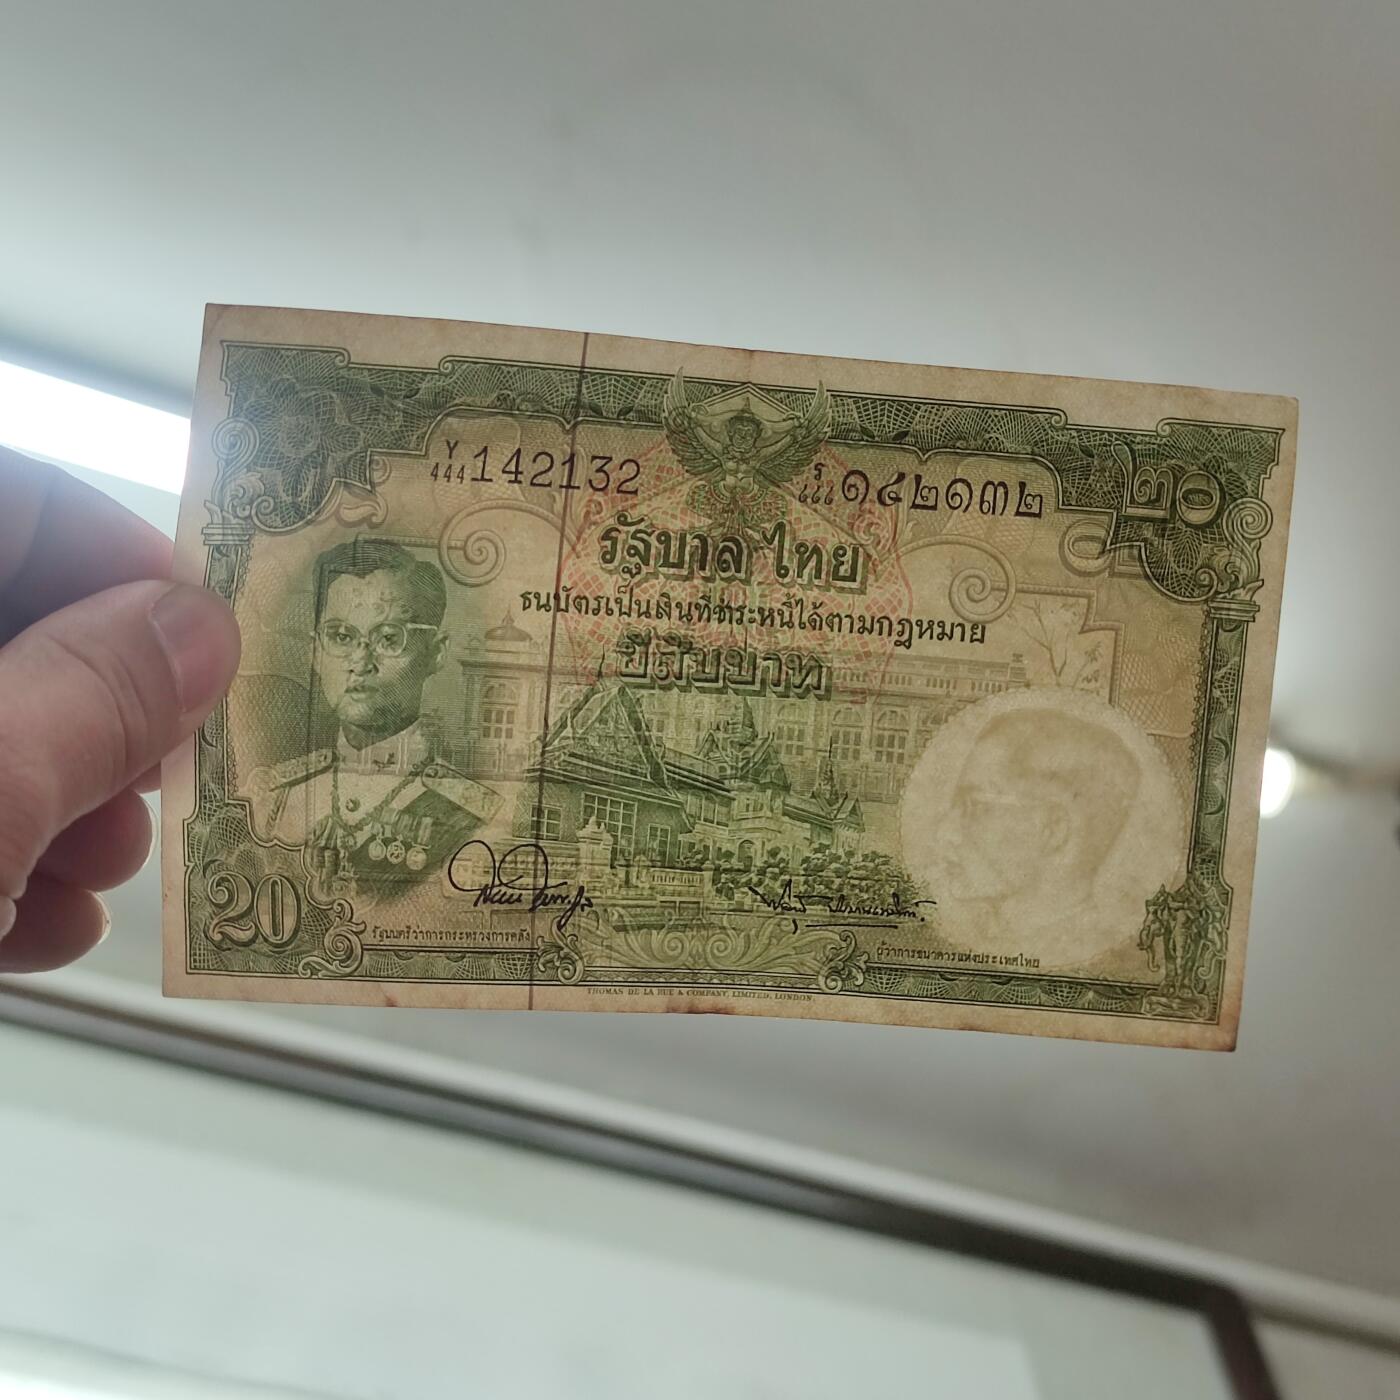 Y
444 142132
ร
๔๔๔ ๑๔๒๑๓๒
๒๐
รัฐบาลไทย
ธนบัตรเป็นเงินที่ชำระหนี้ได้ตามกฎหมาย
ยี่สิบบาท
20
รัฐมนตรีว่าการกระทรวงการคลัง
ผู้ว่าการธนาคารแห่งประเทศไทย
THOMAS DE LA RUE & COMPANY, LIMITED, LONDON.